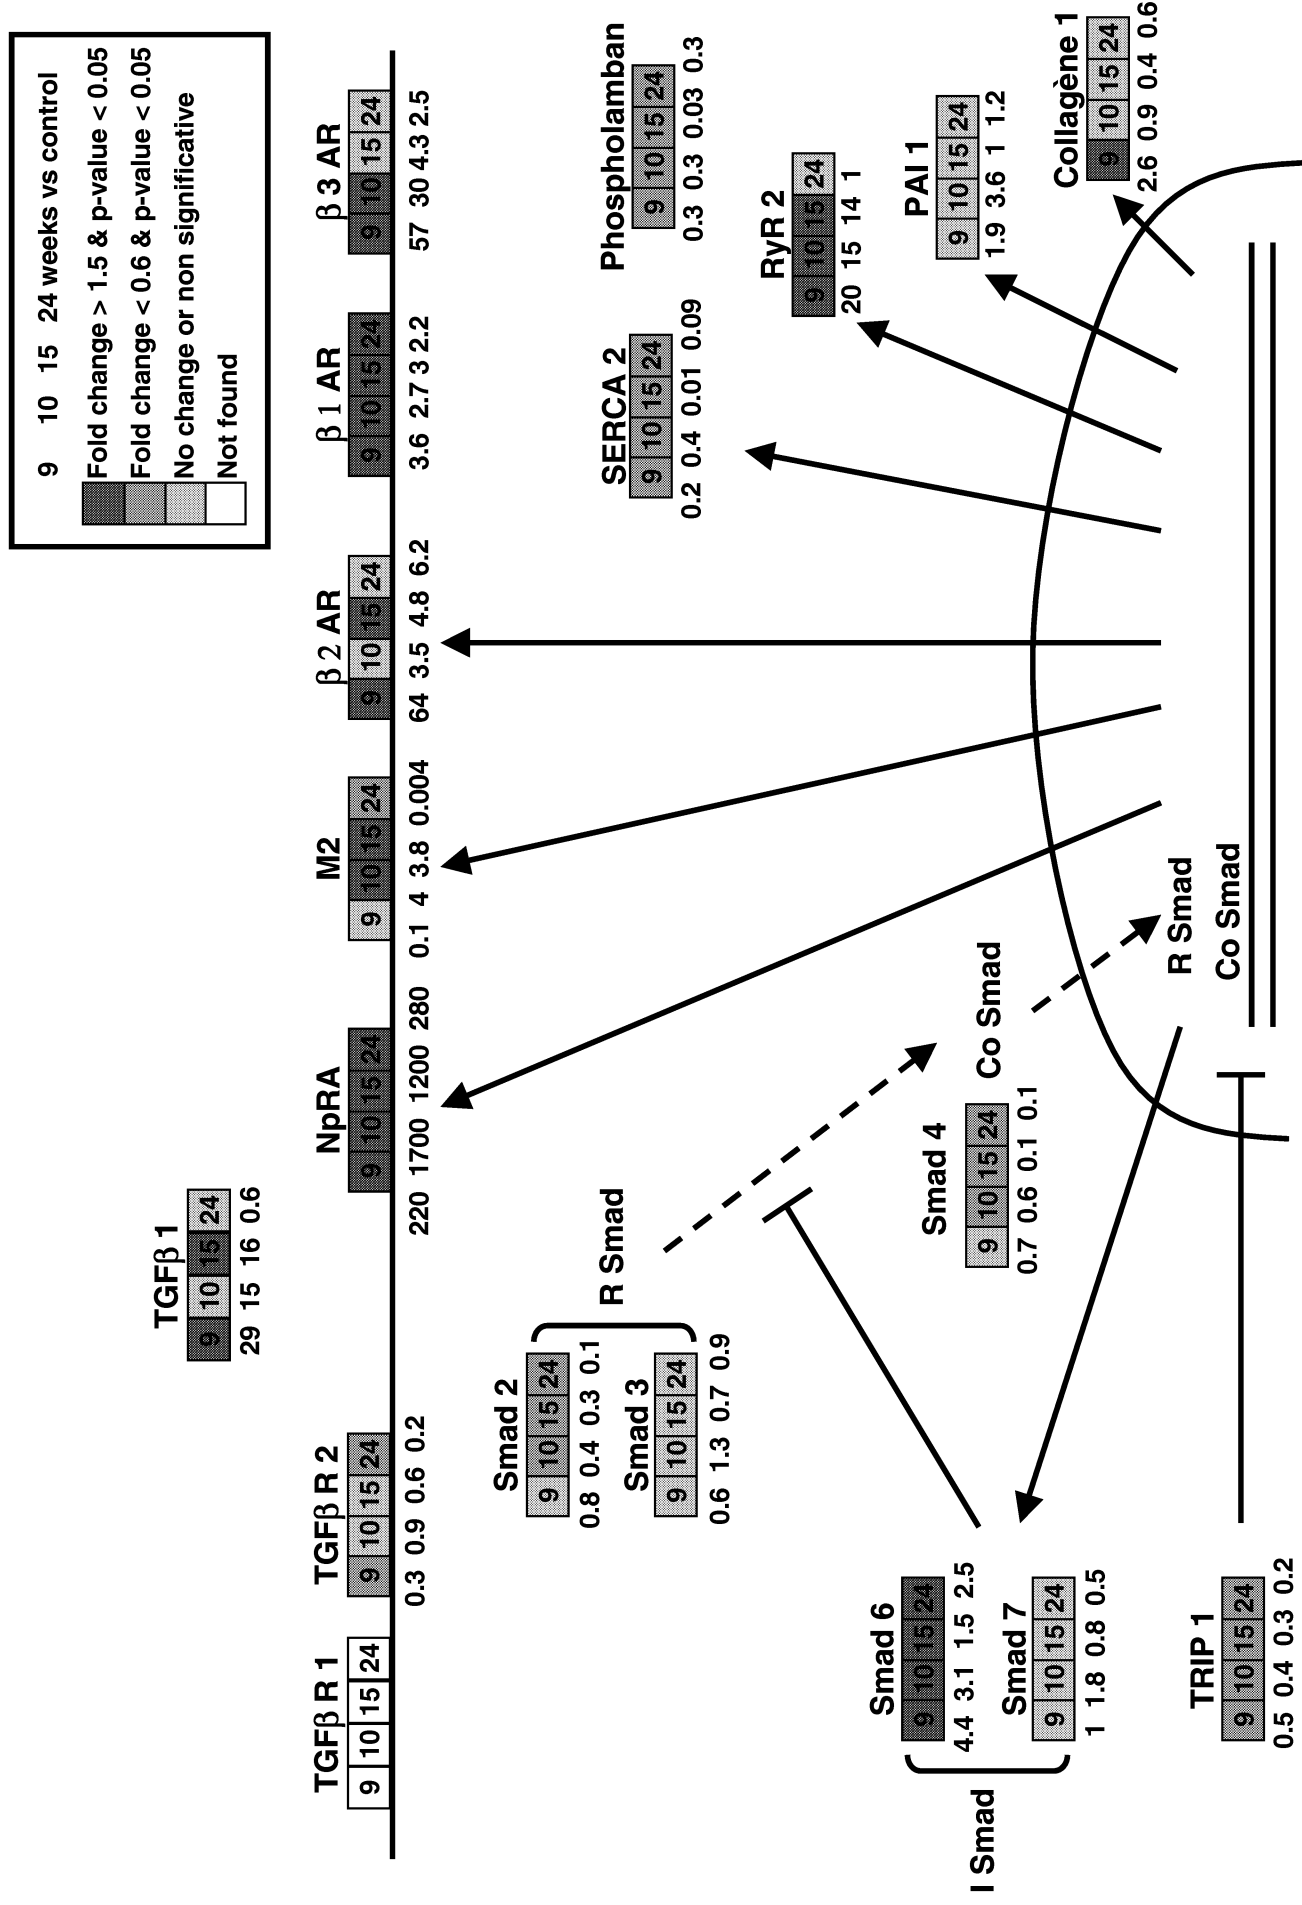 9 10 15 24 weeks vs control
Fold change > 1.5 & p-value < 0.05
Fold change < 0.6 & p-value < 0.05
No change or non significative
Not found
TGFβ 1
9 10 15 24
29 15 16 0.6
TGFβ R 1
9 10 15 24
TGFβ R 2
9 10 15 24
0.3 0.9 0.6 0.2
NpRA
9 10 15 24
220 1700 1200 280
M2
9 10 15 24
0.1 4 3.8 0.004
β 2 AR
9 10 15 24
64 3.5 4.8 6.2
β 1 AR
9 10 15 24
3.6 2.7 3 2.2
β 3 AR
9 10 15 24
57 30 4.3 2.5
Smad 2
9 10 15 24
0.8 0.4 0.3 0.1
Smad 3
9 10 15 24
0.6 1.3 0.7 0.9
R Smad
SERCA 2
9 10 15 24
0.2 0.4 0.01 0.09
Phospholamban
9 10 15 24
0.3 0.3 0.03 0.3
RyR 2
9 10 15 24
20 15 14 1
PAI 1
9 10 15 24
1.9 3.6 1 1.2
Collagène 1
9 10 15 24
2.6 0.9 0.4 0.6
I Smad
Smad 6
9 10 15 24
4.4 3.1 1.5 2.5
Smad 7
9 10 15 24
1 1.8 0.8 0.5
Smad 4
9 10 15 24
0.7 0.6 0.1 0.1
Co Smad
R Smad
Co Smad
TRIP 1
9 10 15 24
0.5 0.4 0.3 0.2